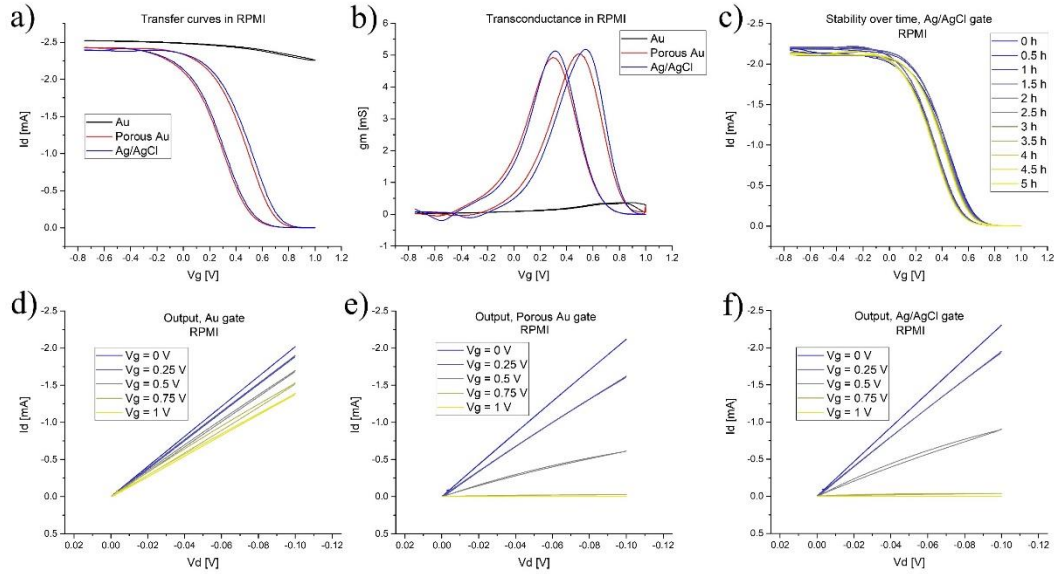 a)
Transfer curves in RPMI
-2.5
-2.0
-1.5
-1.0
-0.5
0.0
Id [mA]
Au
Porous Au
Ag/AgCl
-0.8 -0.6 -0.4 -0.2 0.0 0.2 0.4 0.6 0.8 1.0 1.2
Vg [V]
b)
Transconductance in RPMI
6
5
4
3
2
1
0
-1
gm [mS]
Au
Porous Au
Ag/AgCl
-0.8 -0.6 -0.4 -0.2 0.0 0.2 0.4 0.6 0.8 1.0 1.2
Vg [V]
c)
Stability over time, Ag/AgCl gate
RPMI
-2.5
-2.0
-1.5
-1.0
-0.5
0.0
Id [mA]
0 h
0.5 h
1 h
1.5 h
2 h
2.5 h
3 h
3.5 h
4 h
4.5 h
5 h
-0.8 -0.6 -0.4 -0.2 0.0 0.2 0.4 0.6 0.8 1.0 1.2
Vg [V]
d)
Output, Au gate
RPMI
-2.5
-2.0
-1.5
-1.0
-0.5
0.0
0.5
Id [mA]
Vg = 0 V
Vg = 0.25 V
Vg = 0.5 V
Vg = 0.75 V
Vg = 1 V
0.02 0.00 -0.02 -0.04 -0.06 -0.08 -0.10 -0.12
Vd [V]
e)
Output, Porous Au gate
RPMI
-2.5
-2.0
-1.5
-1.0
-0.5
0.0
0.5
Id [mA]
Vg = 0 V
Vg = 0.25 V
Vg = 0.5 V
Vg = 0.75 V
Vg = 1 V
0.02 0.00 -0.02 -0.04 -0.06 -0.08 -0.10 -0.12
Vd [V]
f)
Output, Ag/AgCl gate
RPMI
-2.5
-2.0
-1.5
-1.0
-0.5
0.0
0.5
Id [mA]
Vg = 0 V
Vg = 0.25 V
Vg = 0.5 V
Vg = 0.75 V
Vg = 1 V
0.02 0.00 -0.02 -0.04 -0.06 -0.08 -0.10 -0.12
Vd [V]